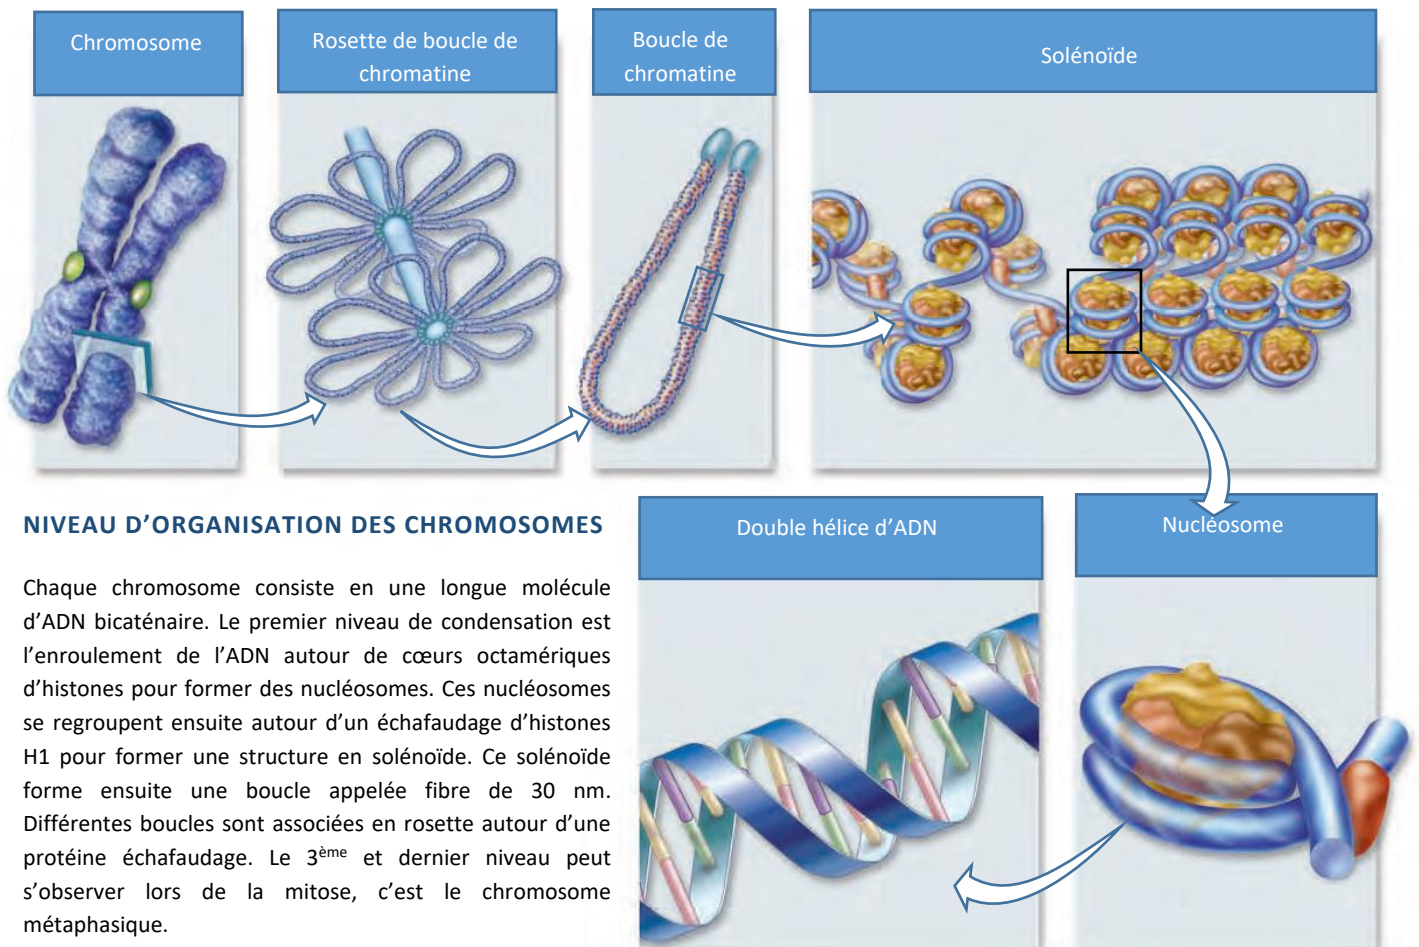 Chromosome
Rosette de boucle de
chromatine
Boucle de
chromatine
Solénoïde
NIVEAU D’ORGANISATION DES CHROMOSOMES
Chaque chromosome consiste en une longue molécule
d’ADN bicaténaire. Le premier niveau de condensation est
l’enroulement de l’ADN autour de cœurs octamériques
d’histones pour former des nucléosomes. Ces nucléosomes
se regroupent ensuite autour d’un échafaudage d’histones
H1 pour former une structure en solénoïde. Ce solénoïde
forme ensuite une boucle appelée fibre de 30 nm.
Différentes boucles sont associées en rosette autour d’une
protéine échafaudage. Le 3ème et dernier niveau peut
s’observer lors de la mitose, c’est le chromosome
métaphasique.
Double hélice d’ADN
Nucléosome